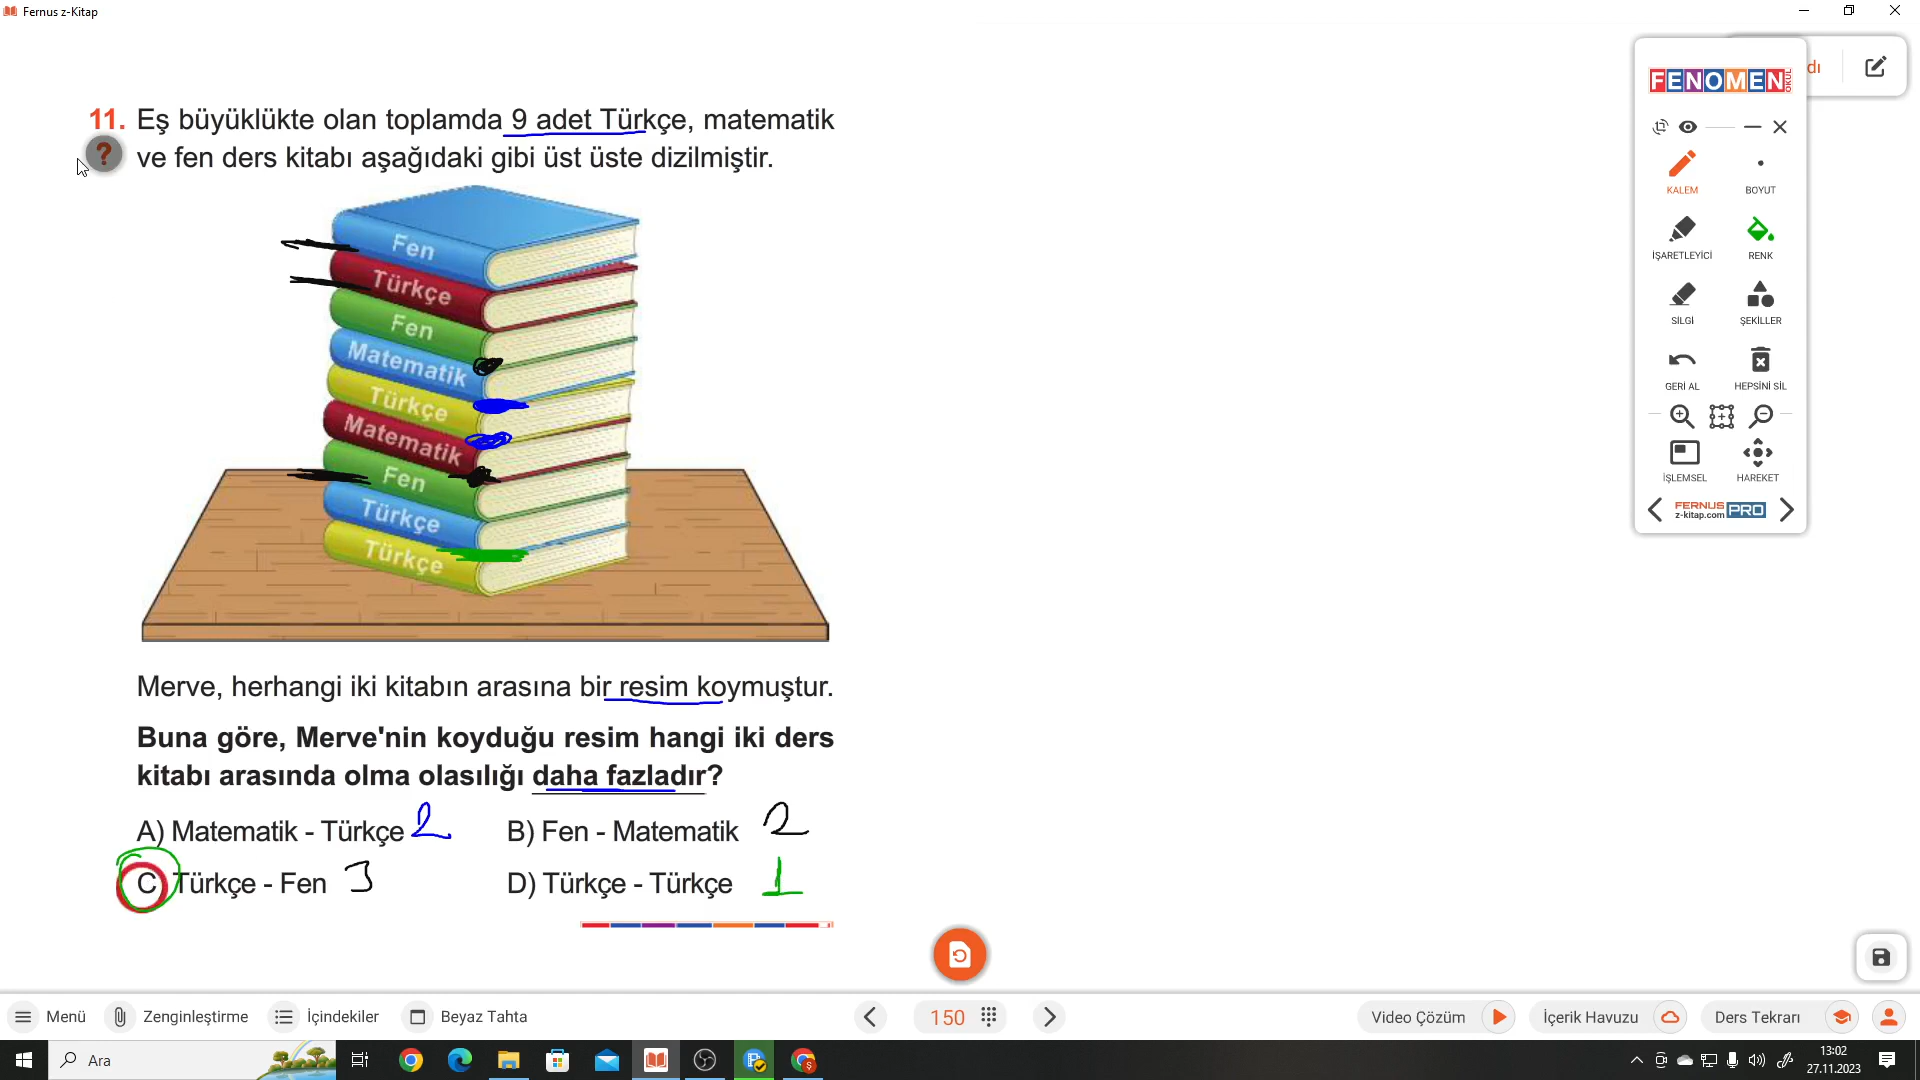 Fernus z-Kitap
FENOMEN OKUL
dı
11. Eş büyüklükte olan toplamda 9 adet Türkçe, matematik
? ve fen ders kitabı aşağıdaki gibi üst üste dizilmiştir.
Fen
Türkçe
Fen
Matematik
Türkçe
Matematik
Fen
Türkçe
Türkçe
Merve, herhangi iki kitabın arasına bir resim koymuştur.
Buna göre, Merve'nin koyduğu resim hangi iki ders
kitabı arasında olma olasılığı daha fazladır?
A) Matematik - Türkçe 2 B) Fen - Matematik 2
C Türkçe - Fen 3 D) Türkçe - Türkçe 1
KALEM BOYUT
İŞARETLEYİCİ RENK
SİLGİ ŞEKİLLER
GERİ AL HEPSİNİ SİL
İŞLEMSEL HAREKET
FERNUS
z-kitap.com PRO
Menü Zenginleştirme İçindekiler Beyaz Tahta 150 Video Çözüm İçerik Havuzu Ders Tekrarı
Ara
13:02
27.11.2023